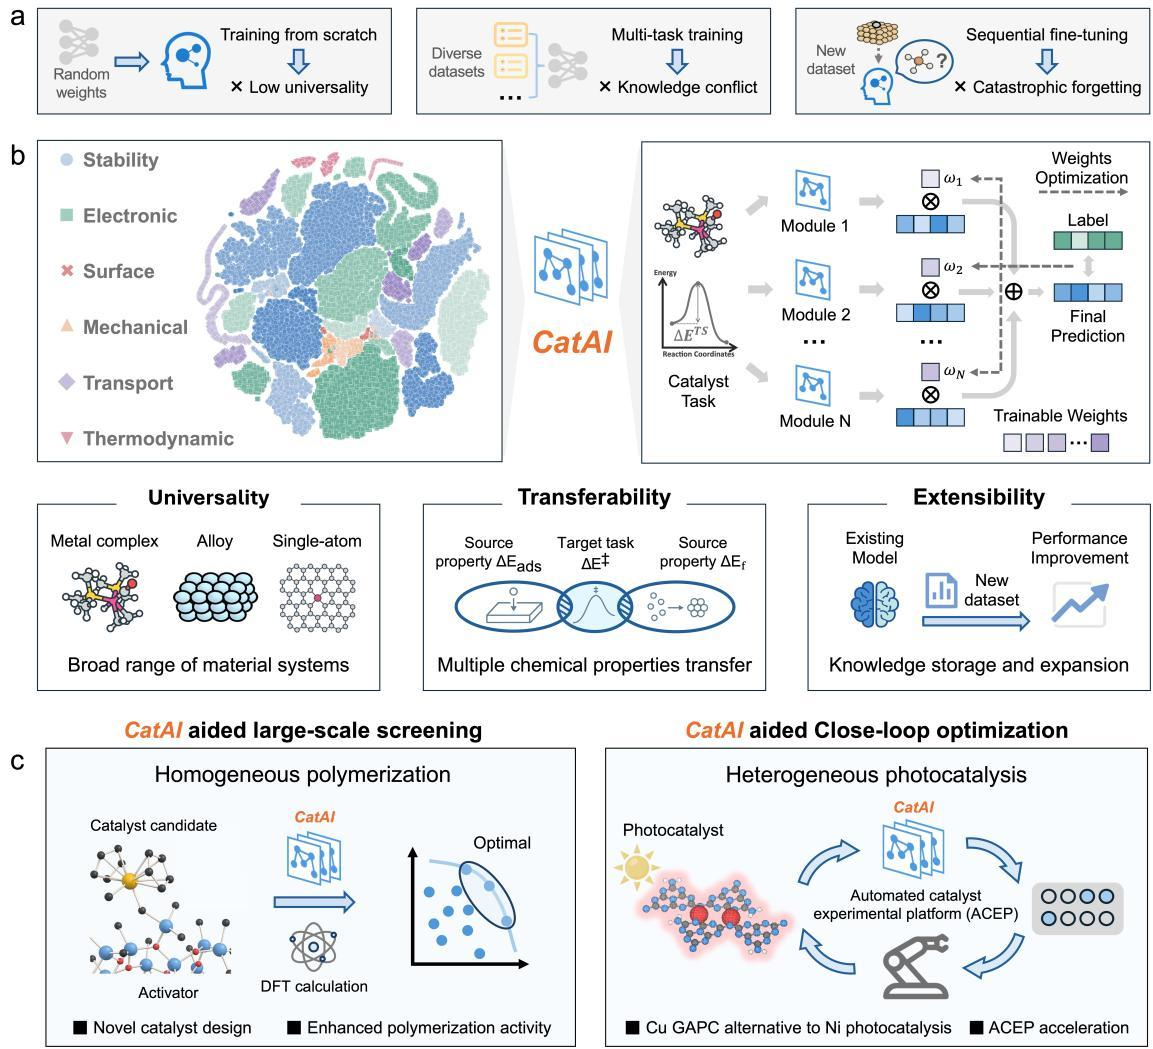 a
Random
weights
Training from scratch
× Low universality
Diverse
datasets
...
Multi-task training
× Knowledge conflict
New
dataset
?
Sequential fine-tuning
× Catastrophic forgetting
b
Stability
Electronic
Surface
Mechanical
Transport
Thermodynamic
CatAI
Energy
ΔE^TS
Reaction Coordinates
Catalyst
Task
Module 1
Module 2
...
Module N
ω1
ω2
...
ωN
Weights
Optimization
Label
Final
Prediction
Trainable Weights
...
Universality
Metal complex
Alloy
Single-atom
Broad range of material systems
Transferability
Source
property ΔE_ads
Target task
ΔE‡
Source
property ΔE_f
‡
Multiple chemical properties transfer
Extensibility
Existing
Model
New
dataset
Performance
Improvement
Knowledge storage and expansion
c
CatAI aided large-scale screening
Homogeneous polymerization
Catalyst candidate
Activator
CatAI
DFT calculation
Optimal
■ Novel catalyst design
■ Enhanced polymerization activity
CatAI aided Close-loop optimization
Heterogeneous photocatalysis
Photocatalyst
CatAI
Automated catalyst
experimental platform (ACEP)
■ Cu GAPC alternative to Ni photocatalysis
■ ACEP acceleration